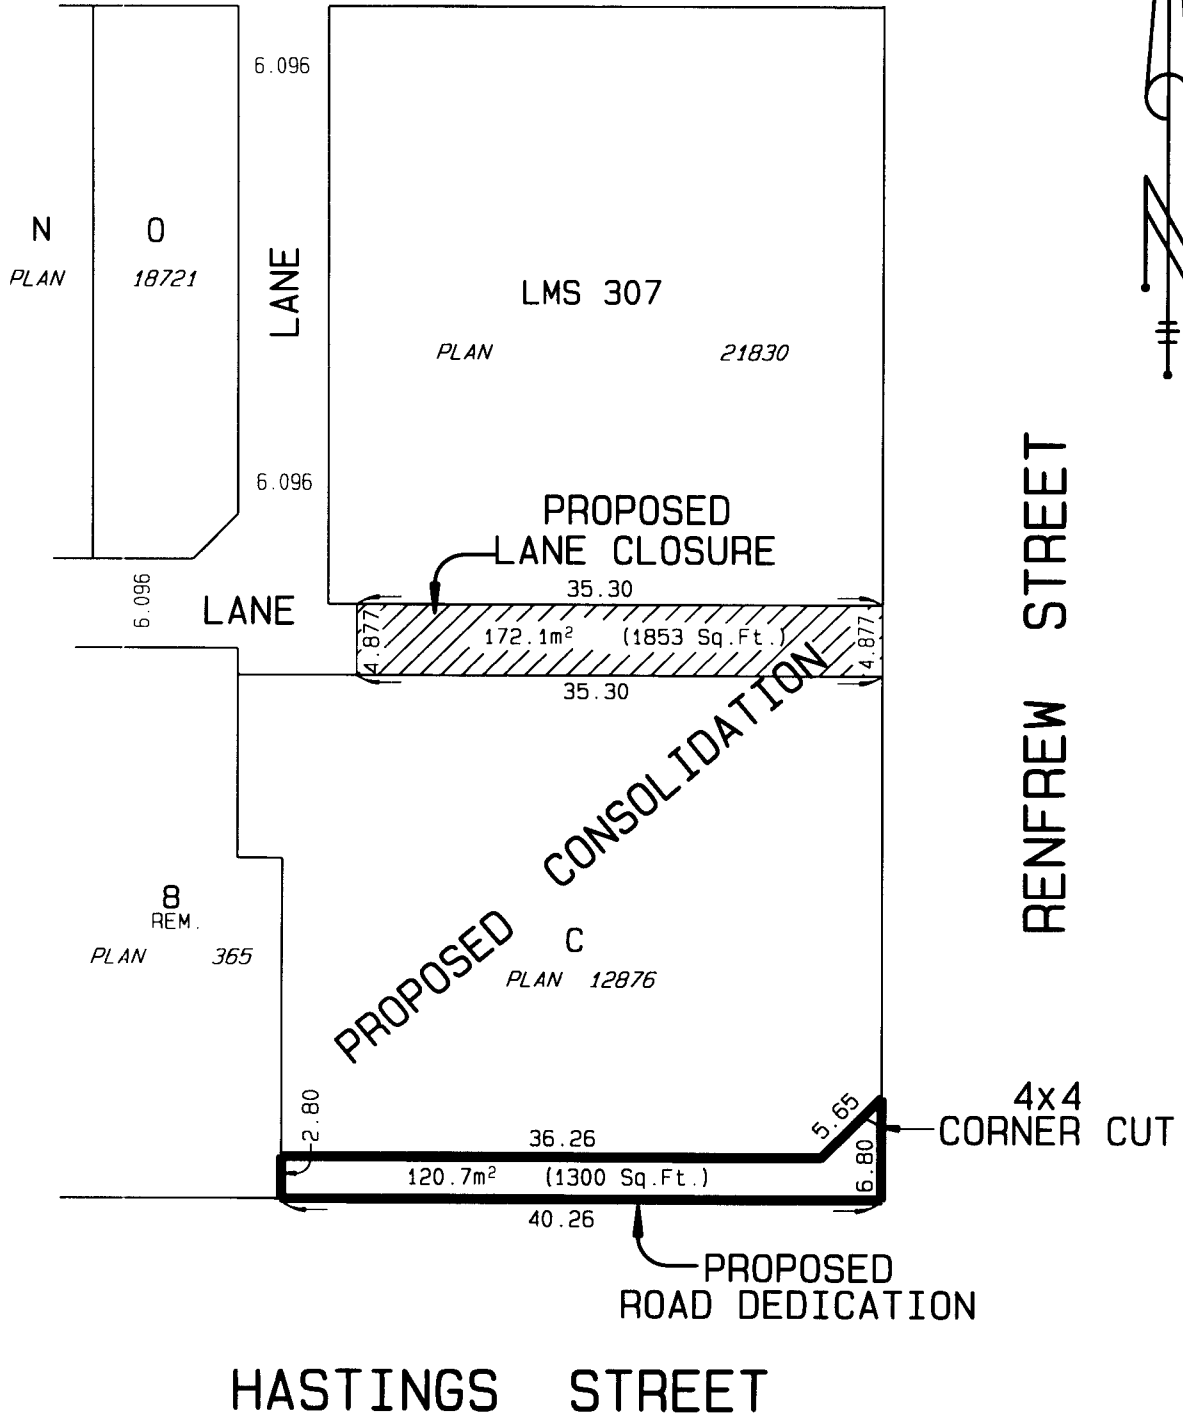 6.096
N
O
PLAN 18721
LANE
LMS 307
PLAN 21830
6.096
PROPOSED
LANE CLOSURE
6.096
LANE
35.30
4.877
172.1m² (1853 Sq.Ft.)
4.877
35.30
RENFREW STREET
PROPOSED CONSOLIDATION
8
REM.
PLAN 365
C
PLAN 12876
2.80
36.26
5.65
6.80
4x4
CORNER CUT
120.7m² (1300 Sq.Ft.)
40.26
PROPOSED
ROAD DEDICATION
HASTINGS STREET